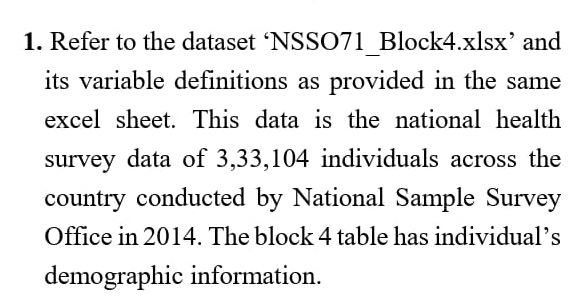 1. Refer to the dataset ‘NSSO71_Block4.xlsx’ and
its variable definitions as provided in the same
excel sheet. This data is the national health
survey data of 3,33,104 individuals across the
country conducted by National Sample Survey
Office in 2014. The block 4 table has individual’s
demographic information.